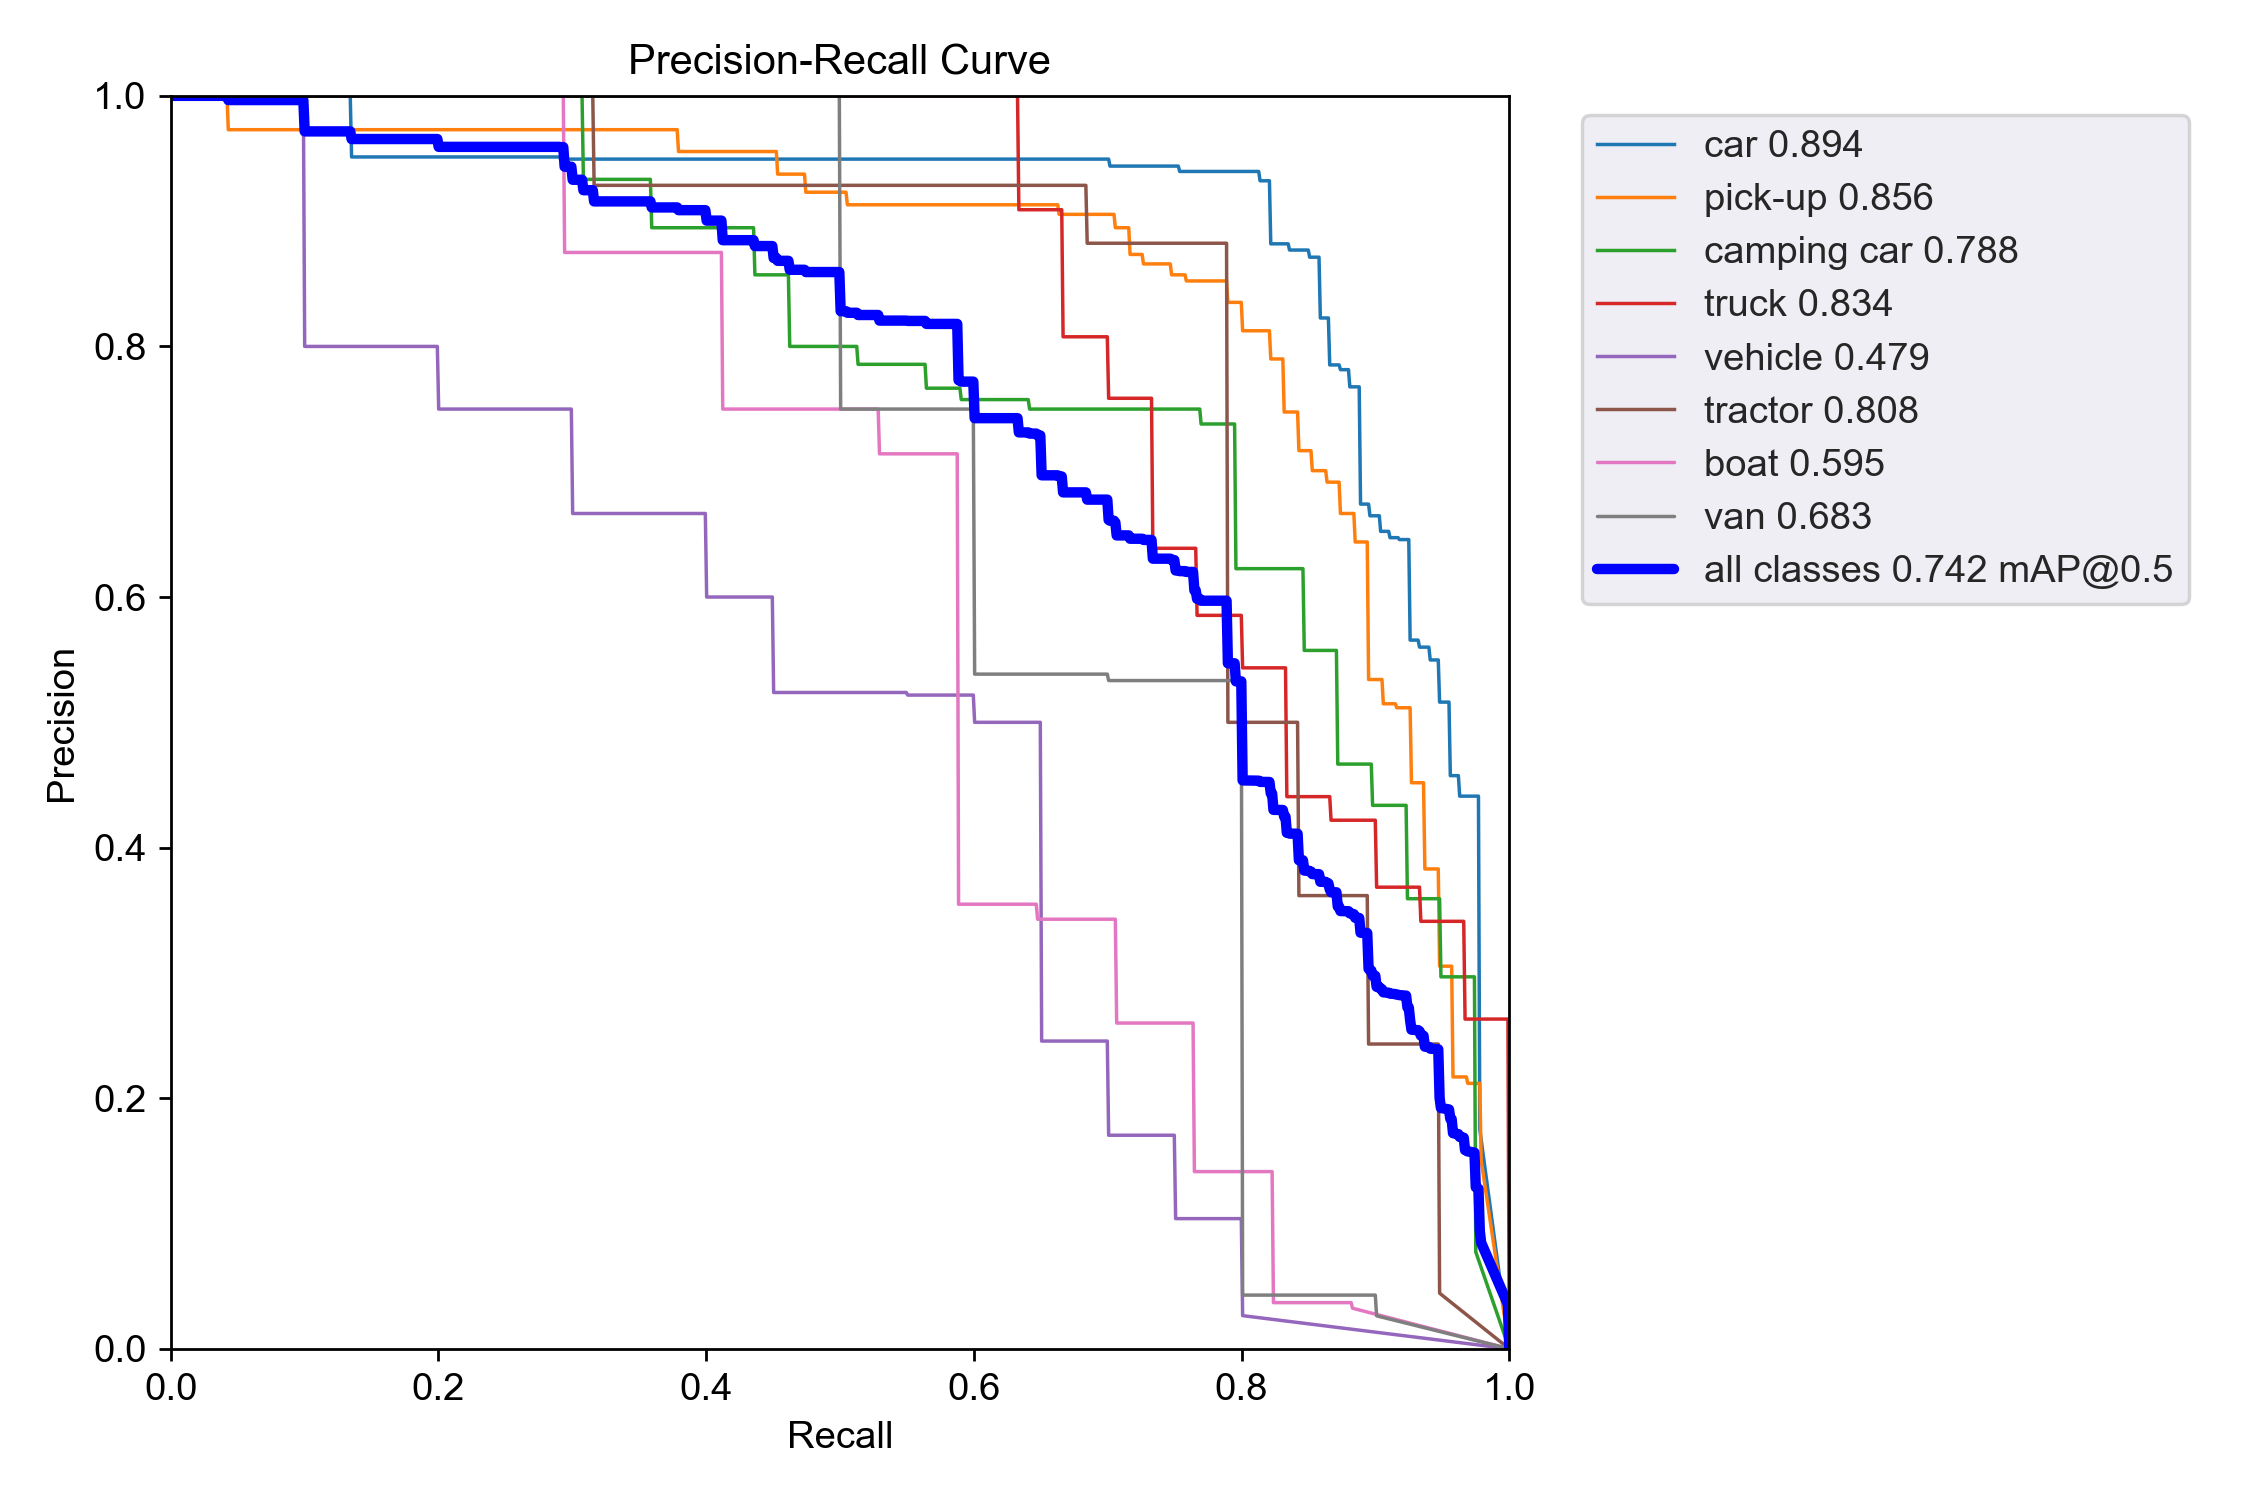 Precision-Recall Curve
1.0
0.8
0.6
0.4
0.2
0.0
Precision
0.0 0.2 0.4 0.6 0.8 1.0
Recall
car 0.894
pick-up 0.856
camping car 0.788
truck 0.834
vehicle 0.479
tractor 0.808
boat 0.595
van 0.683
all classes 0.742 mAP@0.5